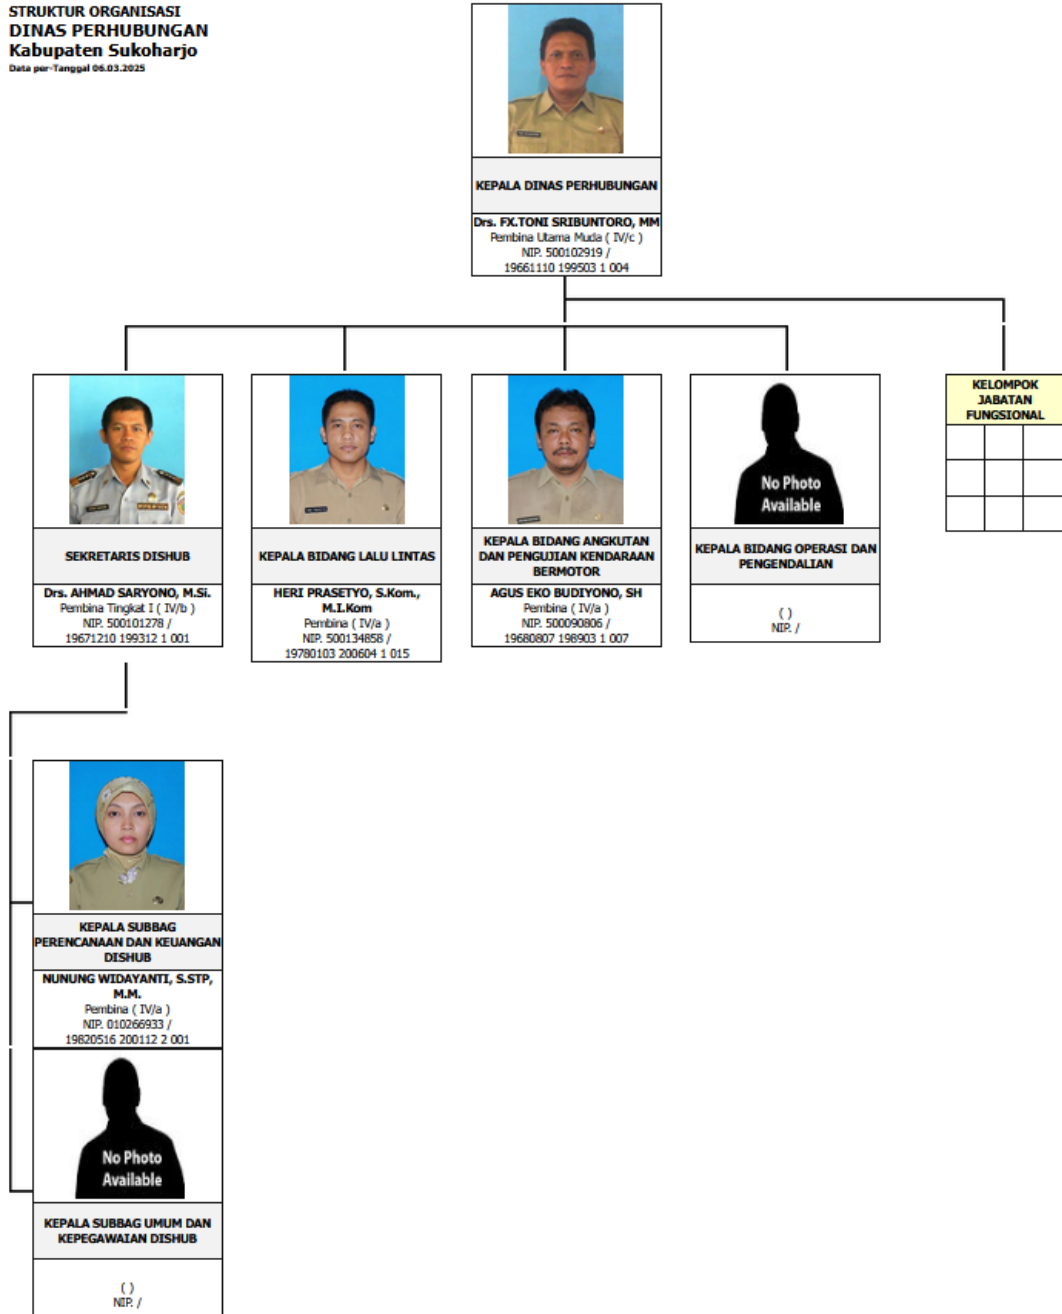 STRUKTUR ORGANISASI
DINAS PERHUBUNGAN
Kabupaten Sukoharjo
Data per-Tanggal 06.03.2025
KEPALA DINAS PERHUBUNGAN
Drs. FX.TONI SRIBUNTORO, MM
Pembina Utama Muda ( IV/c )
NIP. 500102919 /
19661110 199503 1 004
SEKRETARIS DISHUB
Drs. AHMAD SARYONO, M.Si.
Pembina Tingkat I ( IV/b )
NIP. 500101278 /
19671210 199312 1 001
KEPALA BIDANG LALU LINTAS
HERI PRASETYO, S.Kom.,
M.I.Kom
Pembina ( IV/a )
NIP. 500134858 /
19780103 200604 1 015
KEPALA BIDANG ANGKUTAN
DAN PENGUJIAN KENDARAAN
BERMOTOR
AGUS EKO BUDIYONO, SH
Pembina ( IV/a )
NIP. 500090806 /
19680807 198903 1 007
No Photo
Available
KEPALA BIDANG OPERASI DAN
PENGENDALIAN
( )
NIP. /
KELOMPOK
JABATAN
FUNGSIONAL
KEPALA SUBBAG
PERENCANAAN DAN KEUANGAN
DISHUB
NUNUNG WIDAYANTI, S.STP,
M.M.
Pembina ( IV/a )
NIP. 010266933 /
19820516 200112 2 001
No Photo
Available
KEPALA SUBBAG UMUM DAN
KEPEGAWAIAN DISHUB
( )
NIP. /